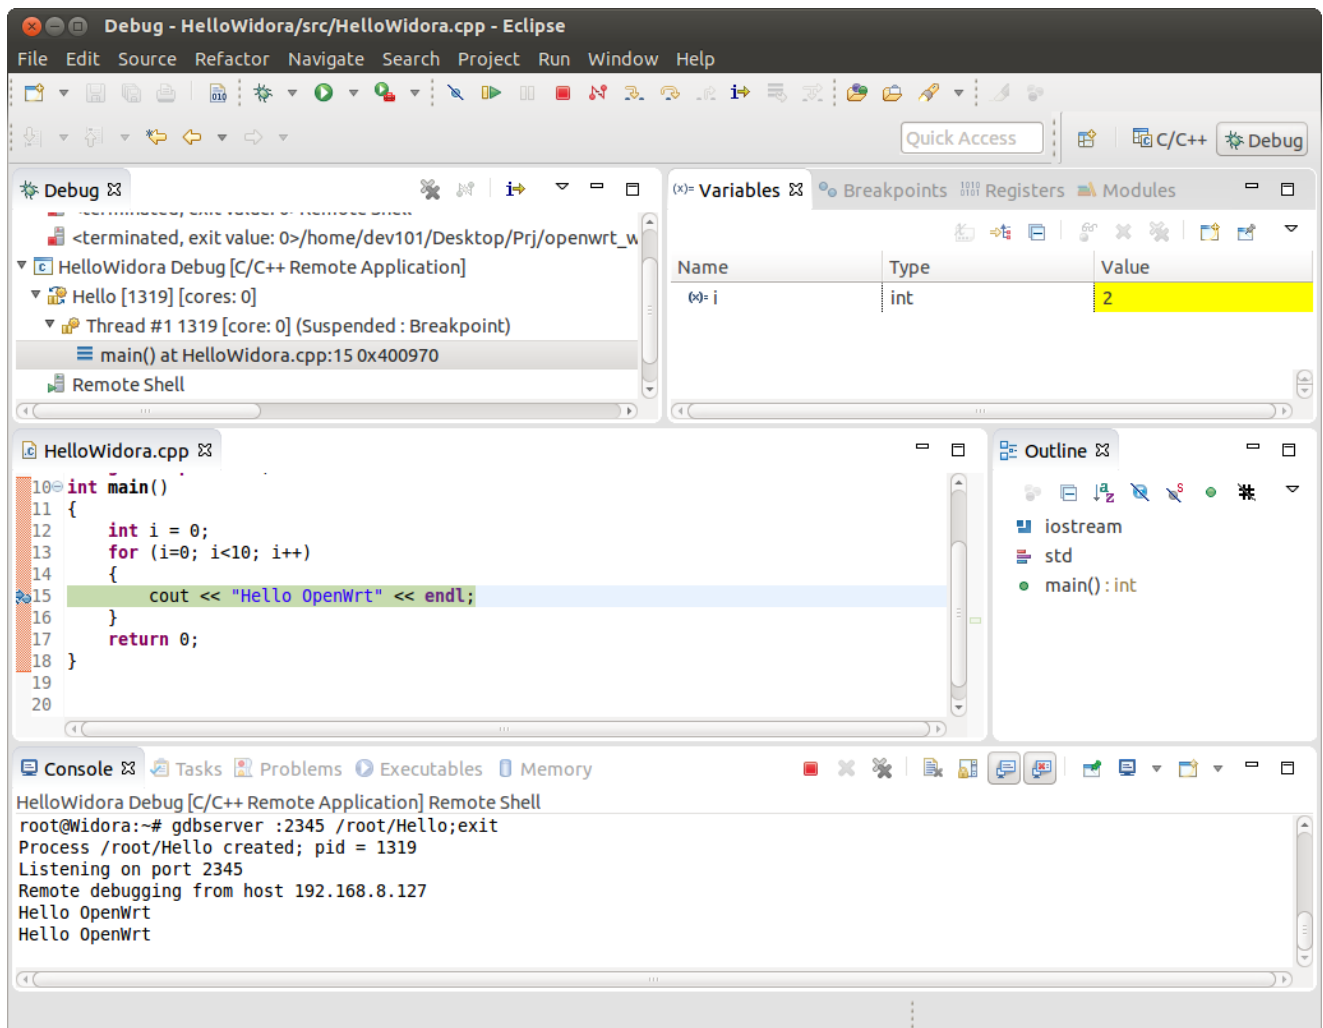 Debug - HelloWidora/src/HelloWidora.cpp - Eclipse
File Edit Source Refactor Navigate Search Project Run Window Help
Quick Access
C/C++
Debug
Debug
<terminated, exit value: 0> Remote Shell
<terminated, exit value: 0>/home/dev101/Desktop/Prj/openwrt_w
HelloWidora Debug [C/C++ Remote Application]
Hello [1319] [cores: 0]
Thread #1 1319 [core: 0] (Suspended : Breakpoint)
main() at HelloWidora.cpp:15 0x400970
Remote Shell
(x)= Variables Breakpoints Registers Modules
Name Type Value
(x)= i int 2
HelloWidora.cpp
10 int main()
11 {
12 int i = 0;
13 for (i=0; i<10; i++)
14 {
15 cout << "Hello OpenWrt" << endl;
16 }
17 return 0;
18 }
19
20
Outline
iostream
std
main() : int
Console Tasks Problems Executables Memory
HelloWidora Debug [C/C++ Remote Application] Remote Shell
root@Widora:~# gdbserver :2345 /root/Hello;exit
Process /root/Hello created; pid = 1319
Listening on port 2345
Remote debugging from host 192.168.8.127
Hello OpenWrt
Hello OpenWrt